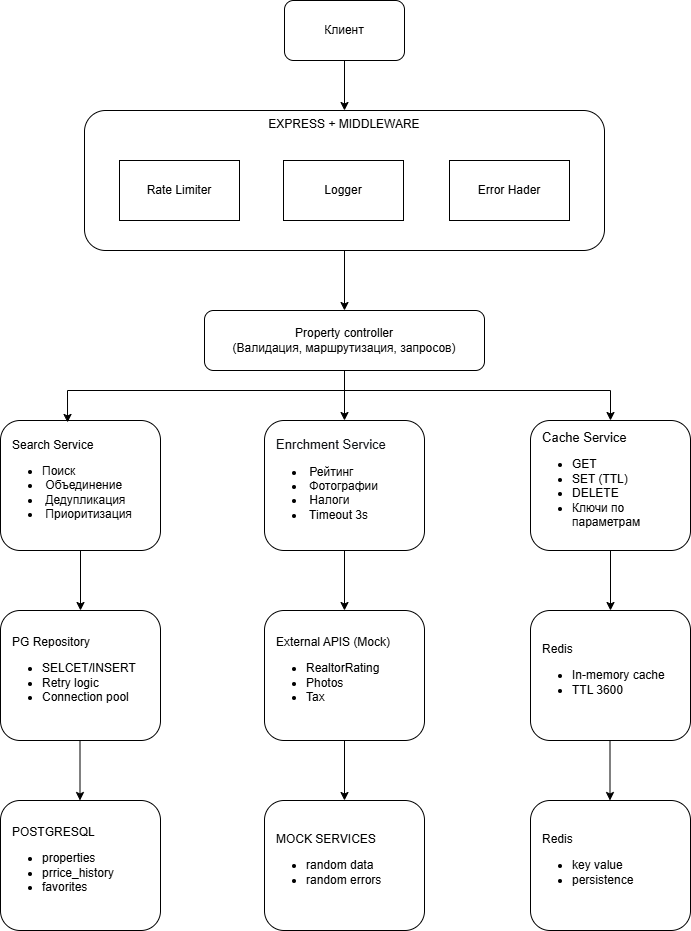 Клиент
EXPRESS + MIDDLEWARE
Rate Limiter
Logger
Error Hader
Property controller
(Валидация, маршрутизация, запросов)
Search Service
Поиск
Объединение
Дедупликация
Приоритизация
Enrchment Service
Рейтинг
Фотографии
Налоги
Timeout 3s
Cache Service
GET
SET (TTL)
DELETE
Ключи по
параметрам
PG Repository
SELCET/INSERT
Retry logic
Connection pool
External APIS (Mock)
RealtorRating
Photos
Tax
Redis
In-memory cache
TTL 3600
POSTGRESQL
properties
prrice_history
favorites
MOCK SERVICES
random data
random errors
Redis
key value
persistence